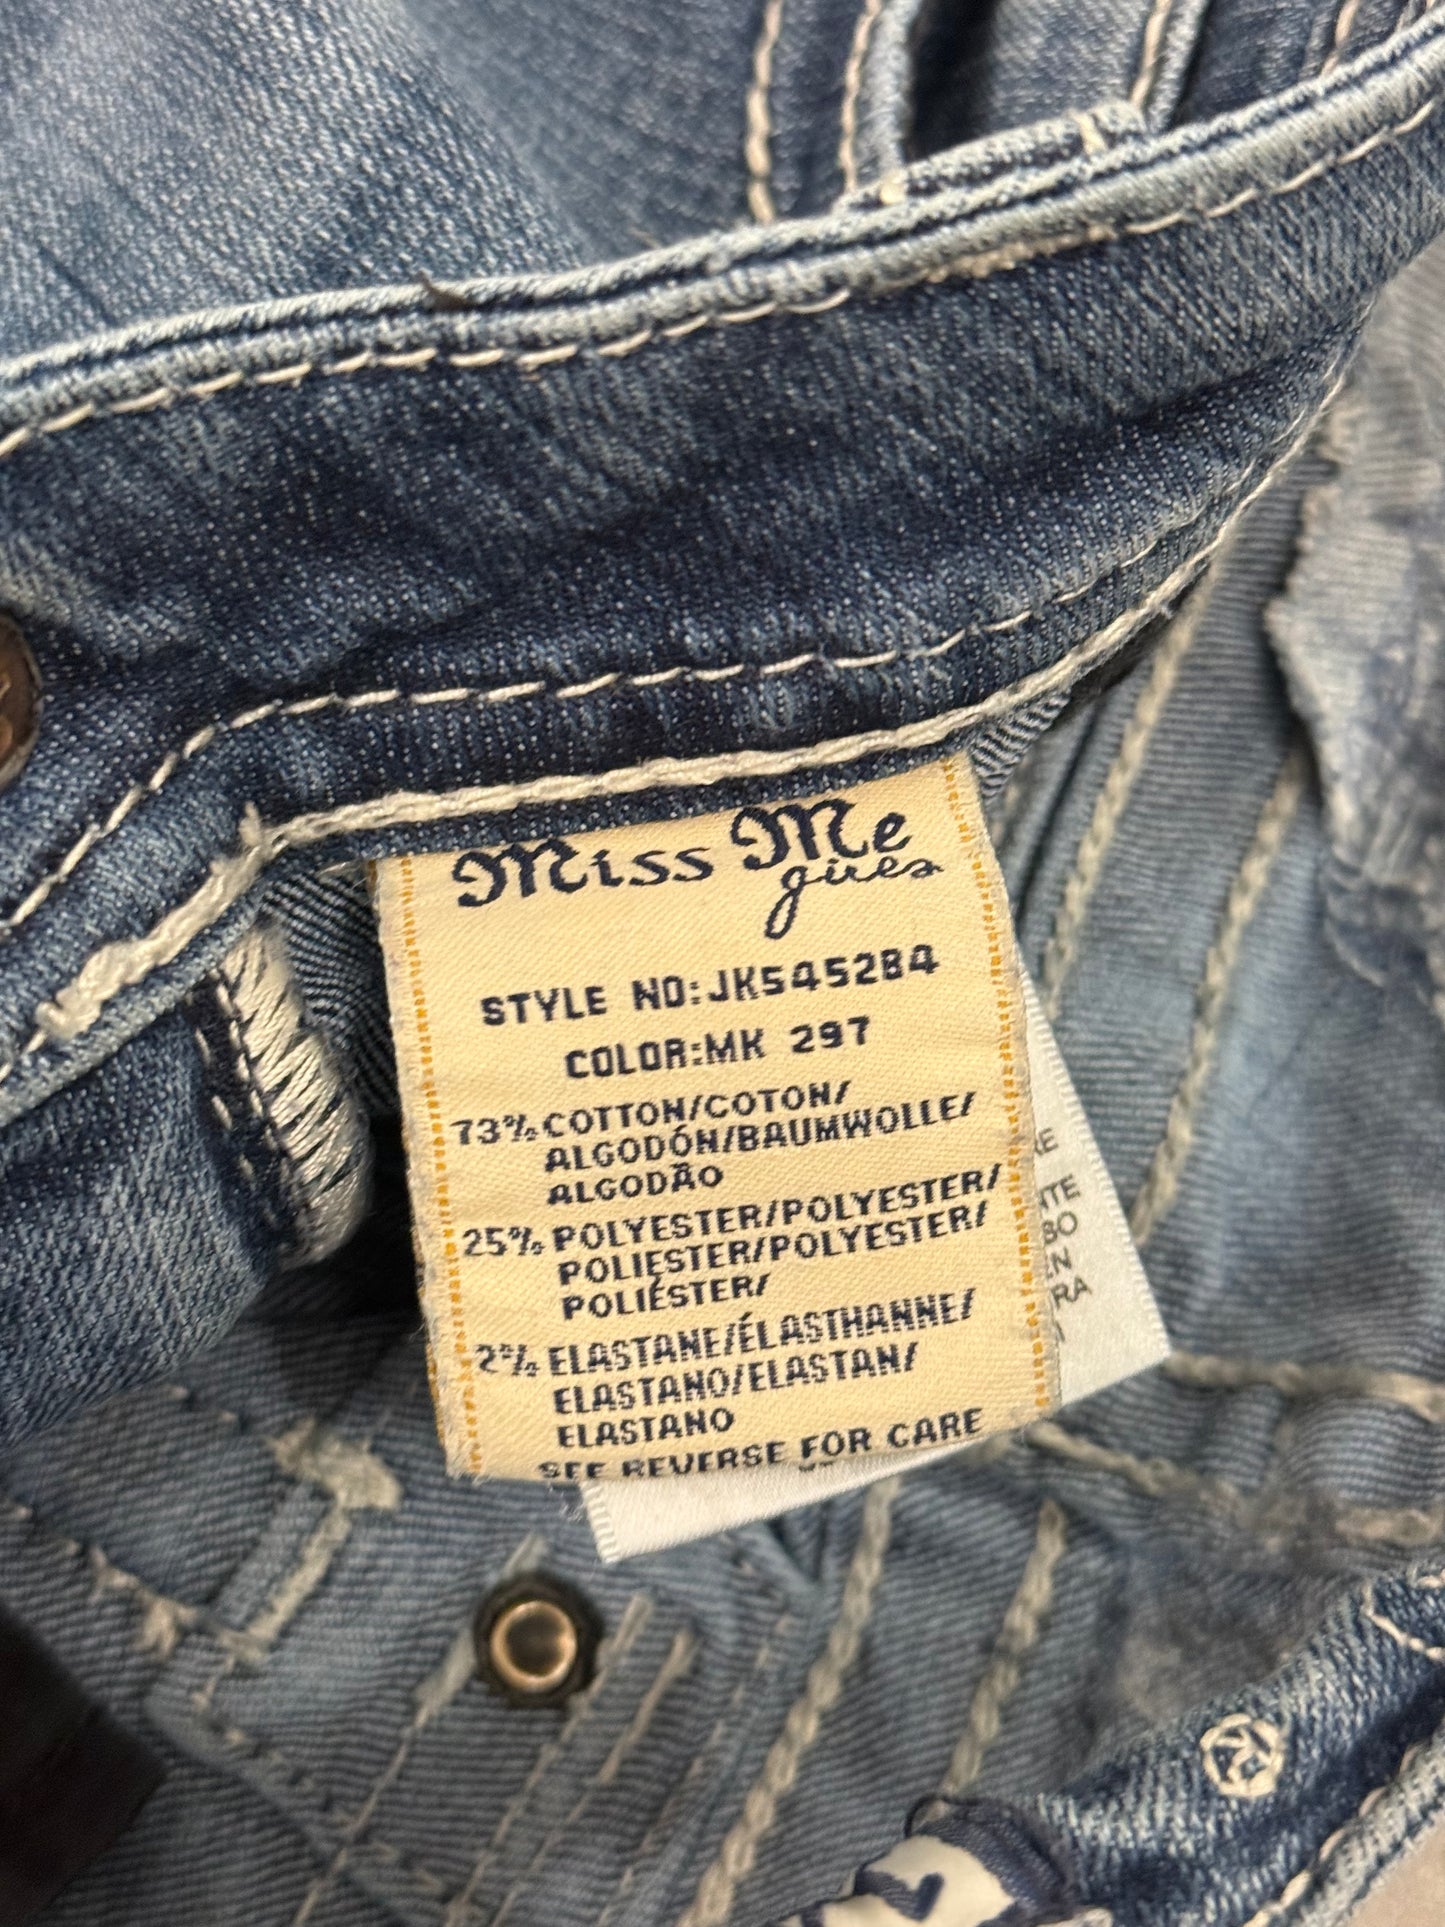 Miss Me
girls
STYLE NO:JK545284
COLOR:MK 297
73% COTTON/COTON/
ALGODÓN/BAUMWOLLE/
ALGODÃO
25% POLYESTER/POLYESTER/
POLIESTER/POLYESTER/
POLIÉSTER/
2% ELASTANE/ÉLASTHANNE/
ELASTANO/ELASTAN/
ELASTANO
SEE REVERSE FOR CARE